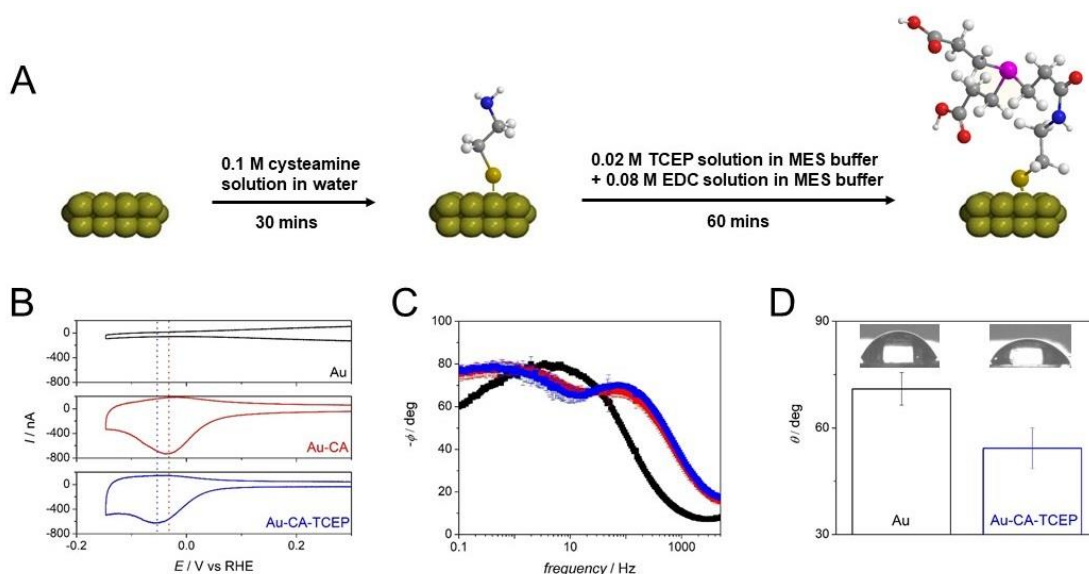 A
0.1 M cysteamine
solution in water
30 mins
0.02 M TCEP solution in MES buffer
+ 0.08 M EDC solution in MES buffer
60 mins
B
0
-400
-800
Au
0
-400
-800
Au-CA
0
-400
-800
Au-CA-TCEP
I / nA
-0.2
0.0
0.2
E / V vs RHE
C
100
80
60
40
20
0
-ϕ / deg
0.1
10
1000
frequency / Hz
D
90
60
30
θ / deg
Au
Au-CA-TCEP